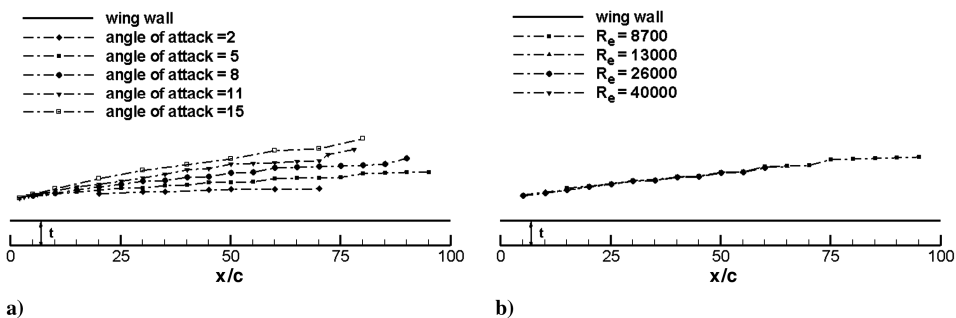 wing wall
angle of attack =2
angle of attack = 5
angle of attack = 8
angle of attack =11
angle of attack =15
t
0 25 50 75 100
x/c
a)
wing wall
Re = 8700
Re = 13000
Re = 26000
Re = 40000
t
0 25 50 75 100
x/c
b)